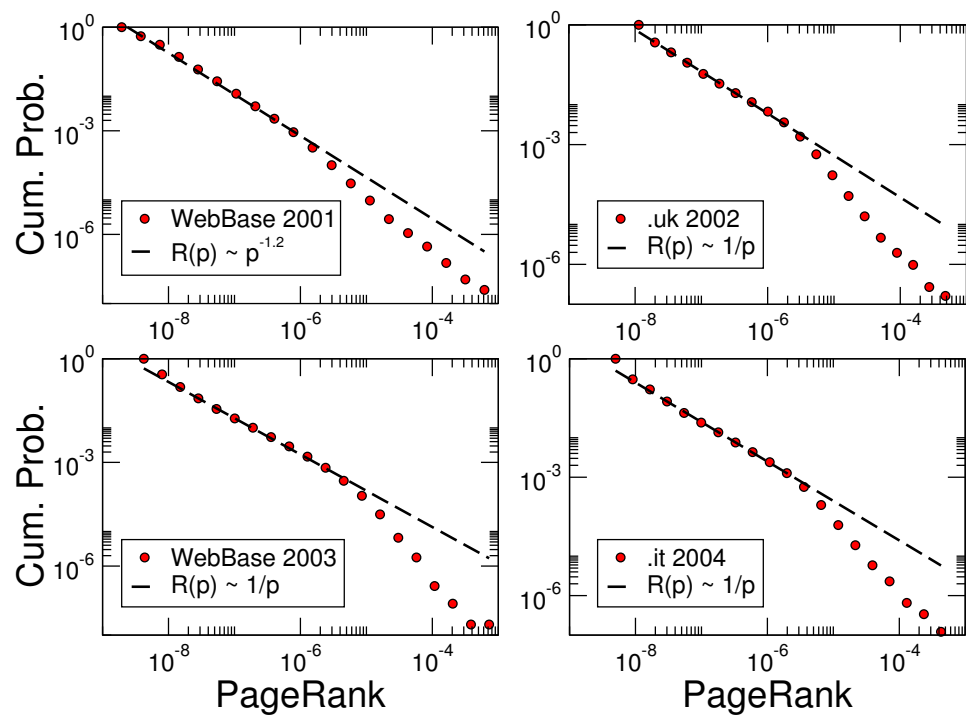 Cum. Prob.
10^0
10^-3
10^-6
WebBase 2001
R(p) ~ p^-1.2
10^-8
10^-6
10^-4
10^0
10^-3
10^-6
.uk 2002
R(p) ~ 1/p
10^-8
10^-6
10^-4
Cum. Prob.
10^0
10^-3
10^-6
WebBase 2003
R(p) ~ 1/p
10^-8
10^-6
10^-4
PageRank
10^0
10^-3
10^-6
.it 2004
R(p) ~ 1/p
10^-8
10^-6
10^-4
PageRank